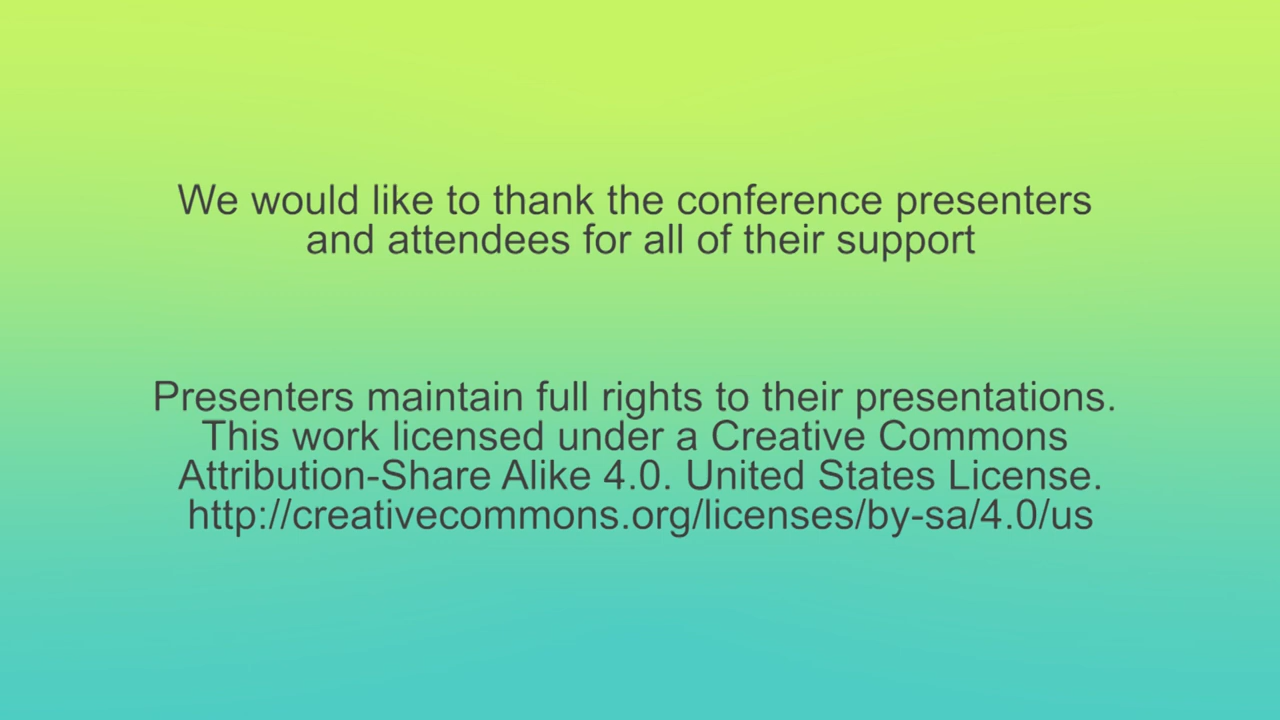 We would like to thank the conference presenters
and attendees for all of their support
Presenters maintain full rights to their presentations.
This work licensed under a Creative Commons
Attribution-Share Alike 4.0. United States License.
http://creativecommons.org/licenses/by-sa/4.0/us